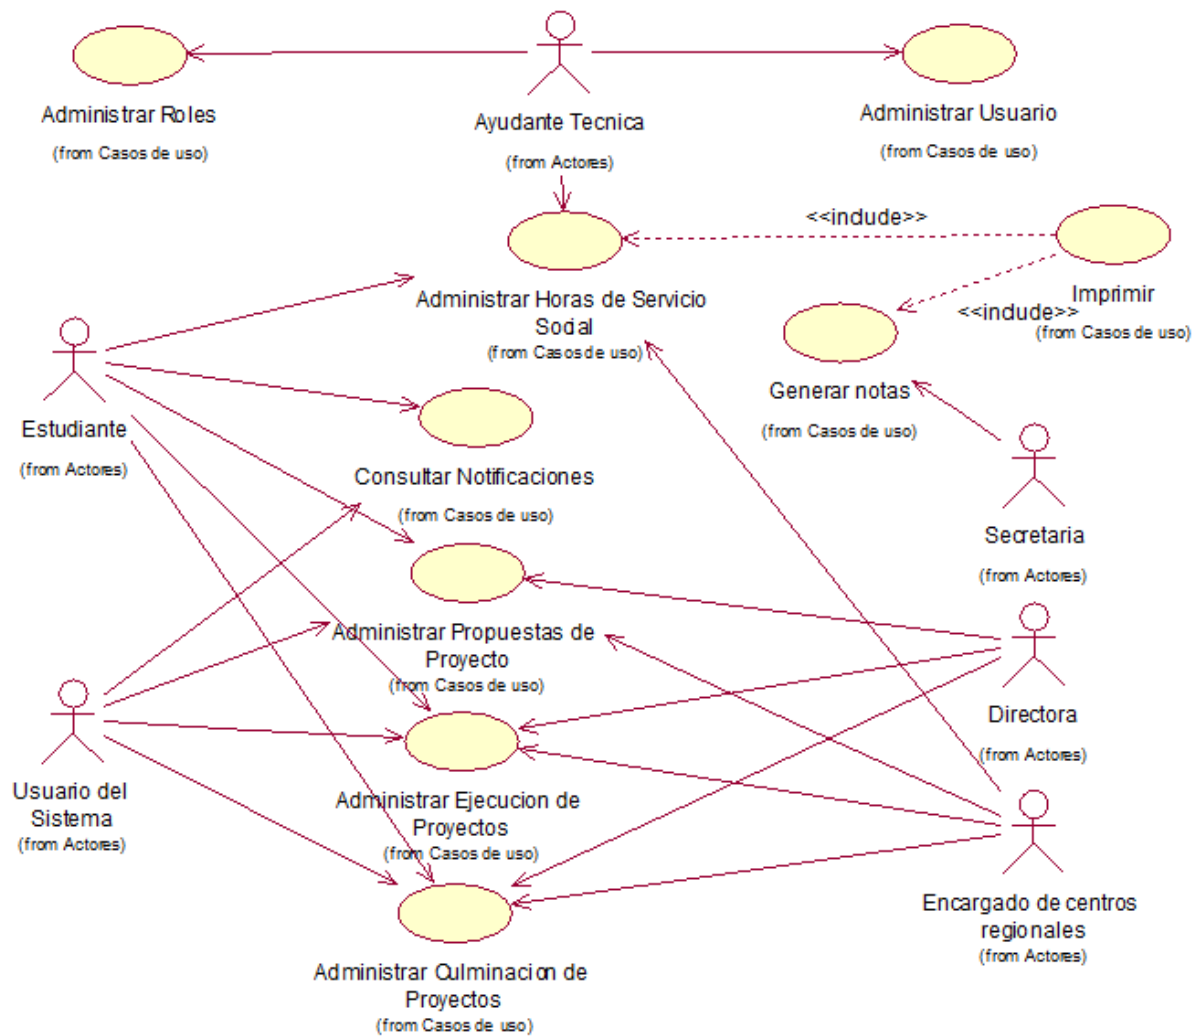 Administrar Roles
(from Casos de uso)
Ayudante Tecnica
(from Actores)
Administrar Usuario
(from Casos de uso)
<<include>>
Administrar Horas de Servicio
Social
(from Casos de uso)
Imprimir
(from Casos de uso)
<<include>>
Generar notas
(from Casos de uso)
Estudiante
(from Actores)
Consultar Notificaciones
(from Casos de uso)
Secretaria
(from Actores)
Administrar Propuestas de
Proyecto
(from Casos de uso)
Directora
(from Actores)
Usuario del
Sistema
(from Actores)
Administrar Ejecucion de
Proyectos
(from Casos de uso)
Encargado de centros
regionales
(from Actores)
Administrar Culminacion de
Proyectos
(from Casos de uso)